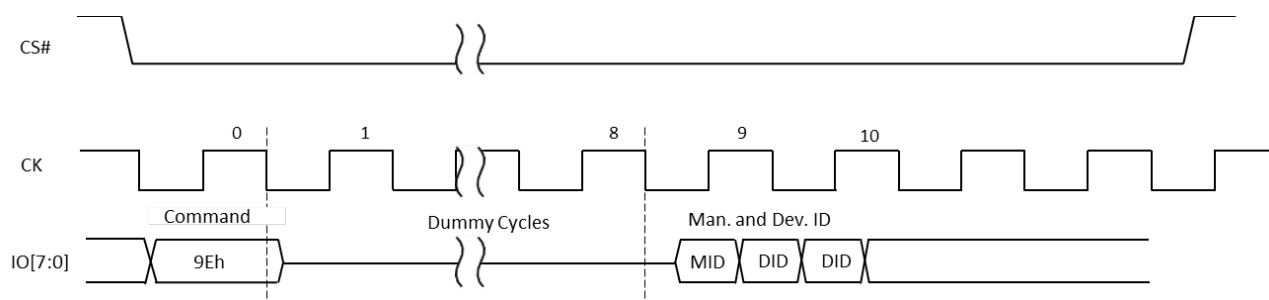 CS#
0 1 8 9 10
CK
Command Dummy Cycles Man. and Dev. ID
IO[7:0] 9Eh MID DID DID